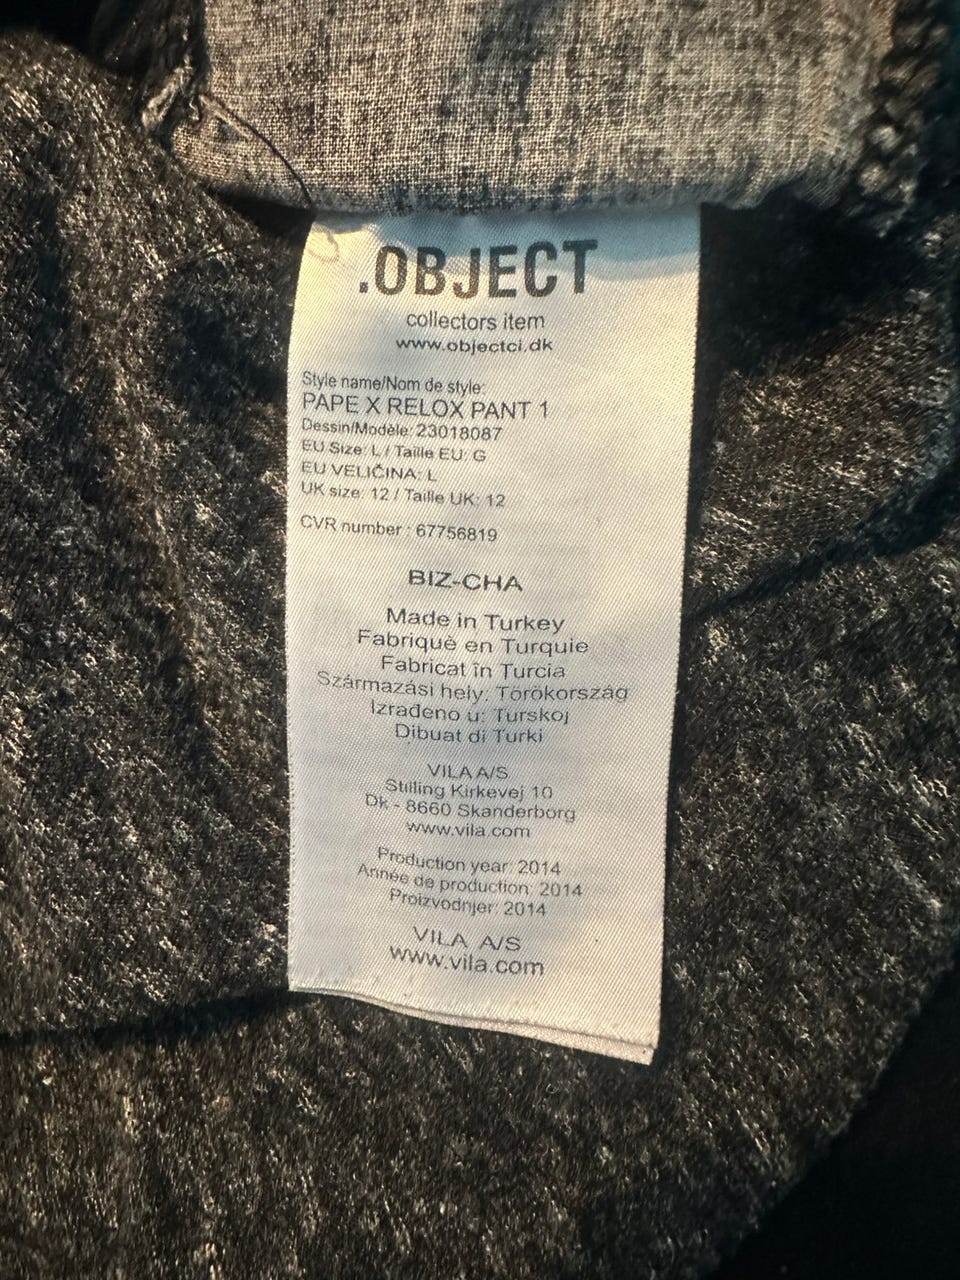 .OBJECT
collectors item
www.objectci.dk
Style name/Nom de style:
PAPE X RELOX PANT 1
Dessin/Modèle: 23018087
EU Size: L / Taille EU: G
EU VELIČINA: L
UK size: 12 / Taille UK: 12
CVR number : 67756819
BIZ-CHA
Made in Turkey
Fabriquè en Turquie
Fabricat în Turcia
Származási hely: Törökország
Izrađeno u: Turskoj
Dibuat di Turki
VILA A/S
Stilling Kirkevej 10
Dk - 8660 Skanderborg
www.vila.com
Production year: 2014
Année de production: 2014
Proizvodnjer: 2014
VILA A/S
www.vila.com